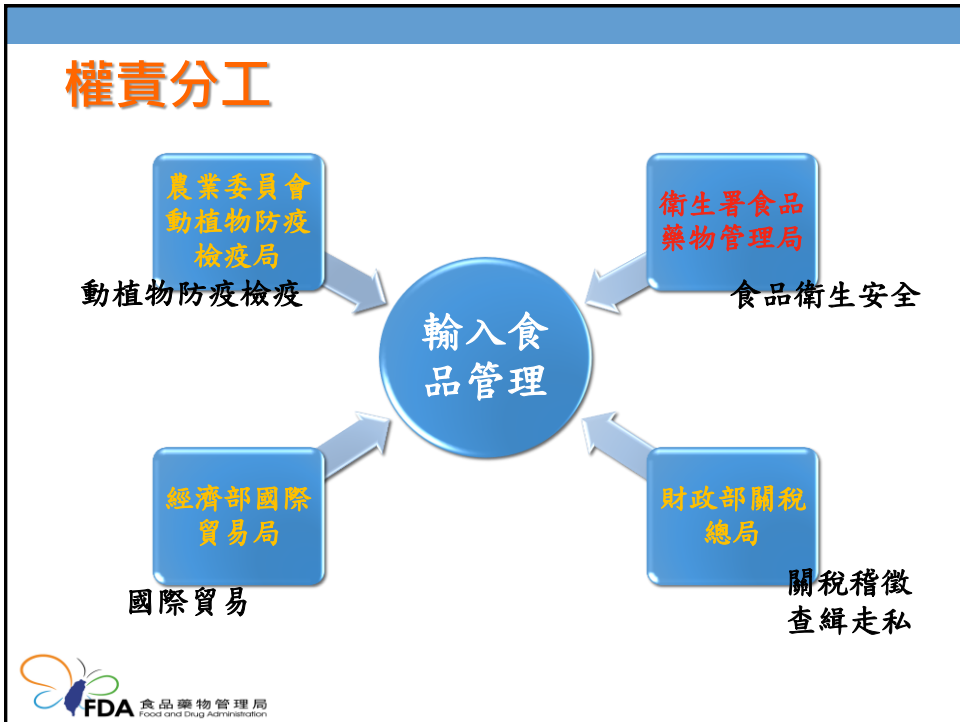 權責分工
農業委員會
動植物防疫
檢疫局
動植物防疫檢疫
衛生署食品
藥物管理局
食品衛生安全
輸入食
品管理
經濟部國際
貿易局
國際貿易
財政部關稅
總局
關稅稽徵
查緝走私
FDA 食品藥物管理局
Food and Drug Administration